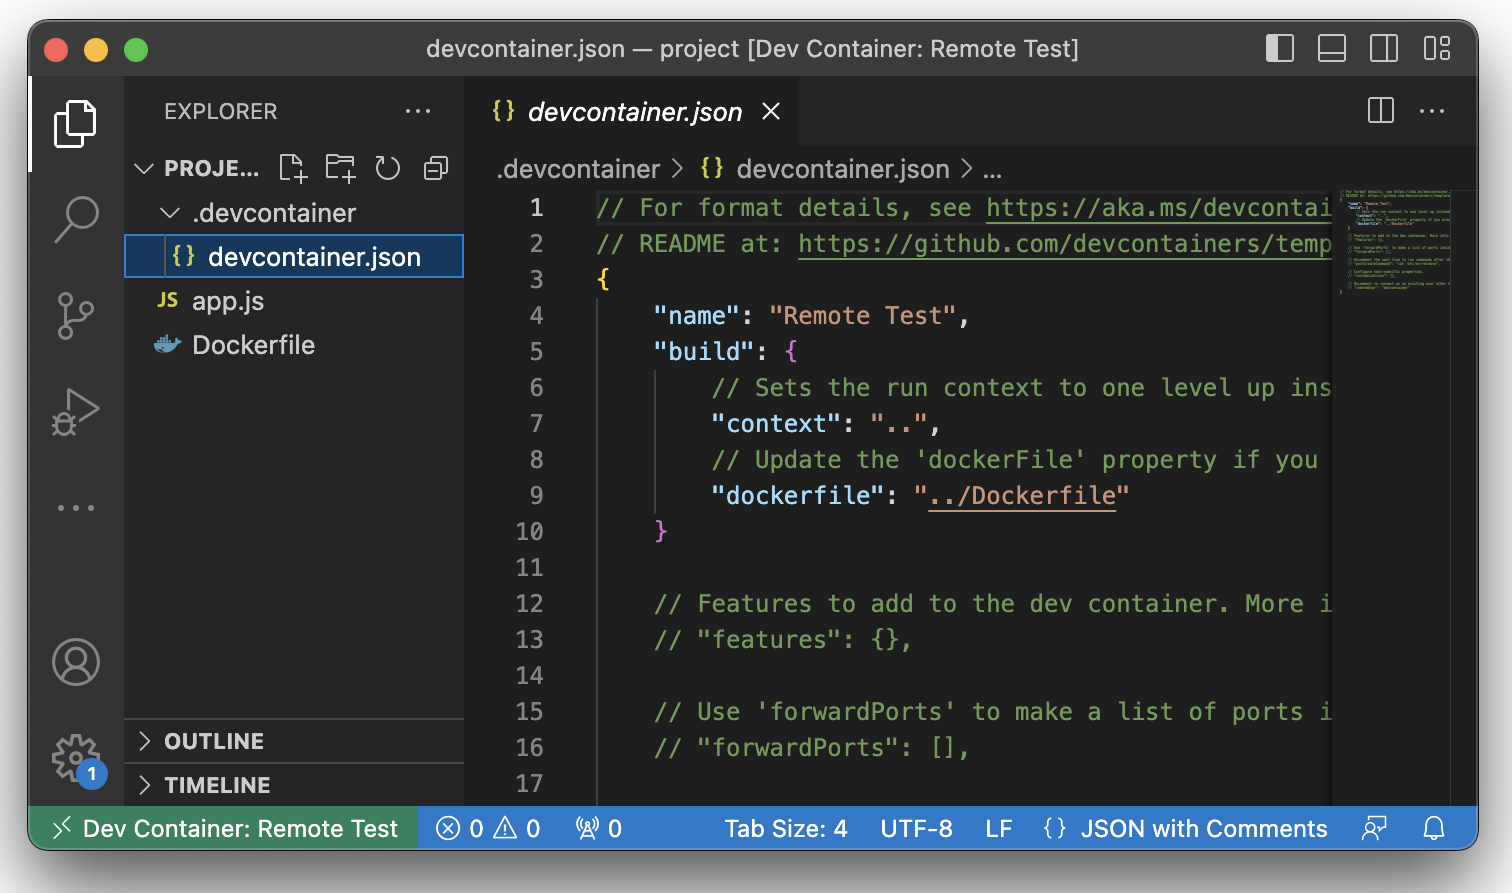 devcontainer.json — project [Dev Container: Remote Test]
EXPLORER
PROJE...
.devcontainer
{} devcontainer.json
JS app.js
Dockerfile
OUTLINE
TIMELINE
1
{} devcontainer.json
.devcontainer > {} devcontainer.json > ...
1 // For format details, see https://aka.ms/devcontai
2 // README at: https://github.com/devcontainers/temp
3 {
4 "name": "Remote Test",
5 "build": {
6 // Sets the run context to one level up ins
7 "context": "..",
8 // Update the 'dockerFile' property if you
9 "dockerfile": "../Dockerfile"
10 }
11
12 // Features to add to the dev container. More i
13 // "features": {},
14
15 // Use 'forwardPorts' to make a list of ports i
16 // "forwardPorts": [],
17
Dev Container: Remote Test 0 0 0 Tab Size: 4 UTF-8 LF {} JSON with Comments